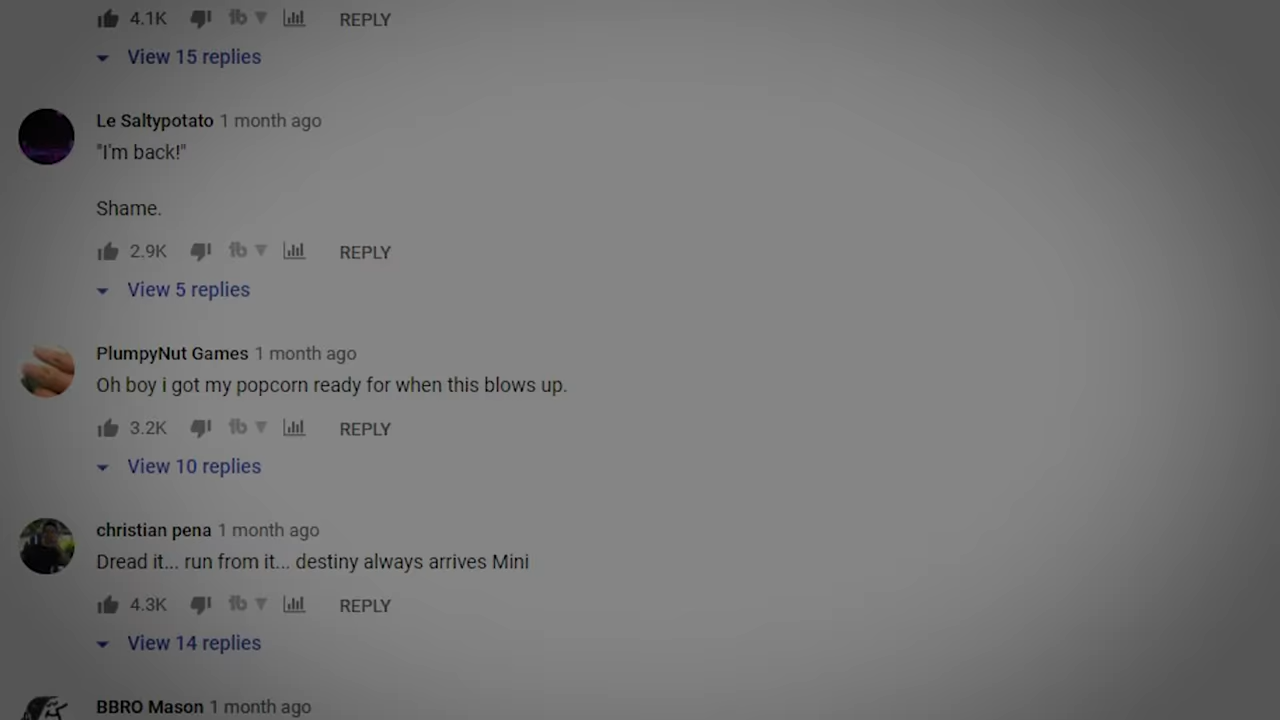 4.1K REPLY
View 15 replies
Le Saltypotato 1 month ago
"I'm back!"
Shame.
2.9K REPLY
View 5 replies
PlumpyNut Games 1 month ago
Oh boy i got my popcorn ready for when this blows up.
3.2K REPLY
View 10 replies
christian pena 1 month ago
Dread it... run from it... destiny always arrives Mini
4.3K REPLY
View 14 replies
BBRO Mason 1 month ago